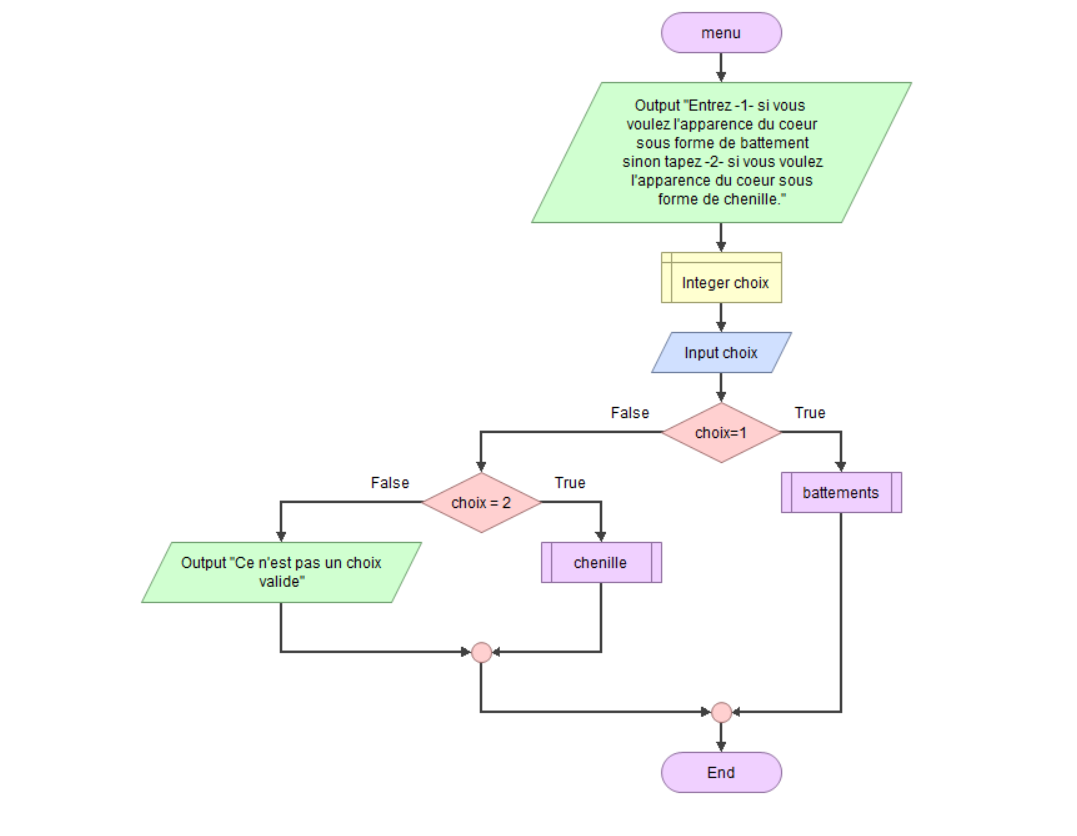 menu
Output "Entrez -1- si vous
voulez l'apparence du coeur
sous forme de battement
sinon tapez -2- si vous voulez
l'apparence du coeur sous
forme de chenille."
Integer choix
Input choix
False
True
choix=1
False
True
choix = 2
battements
Output "Ce n'est pas un choix
valide"
chenille
End